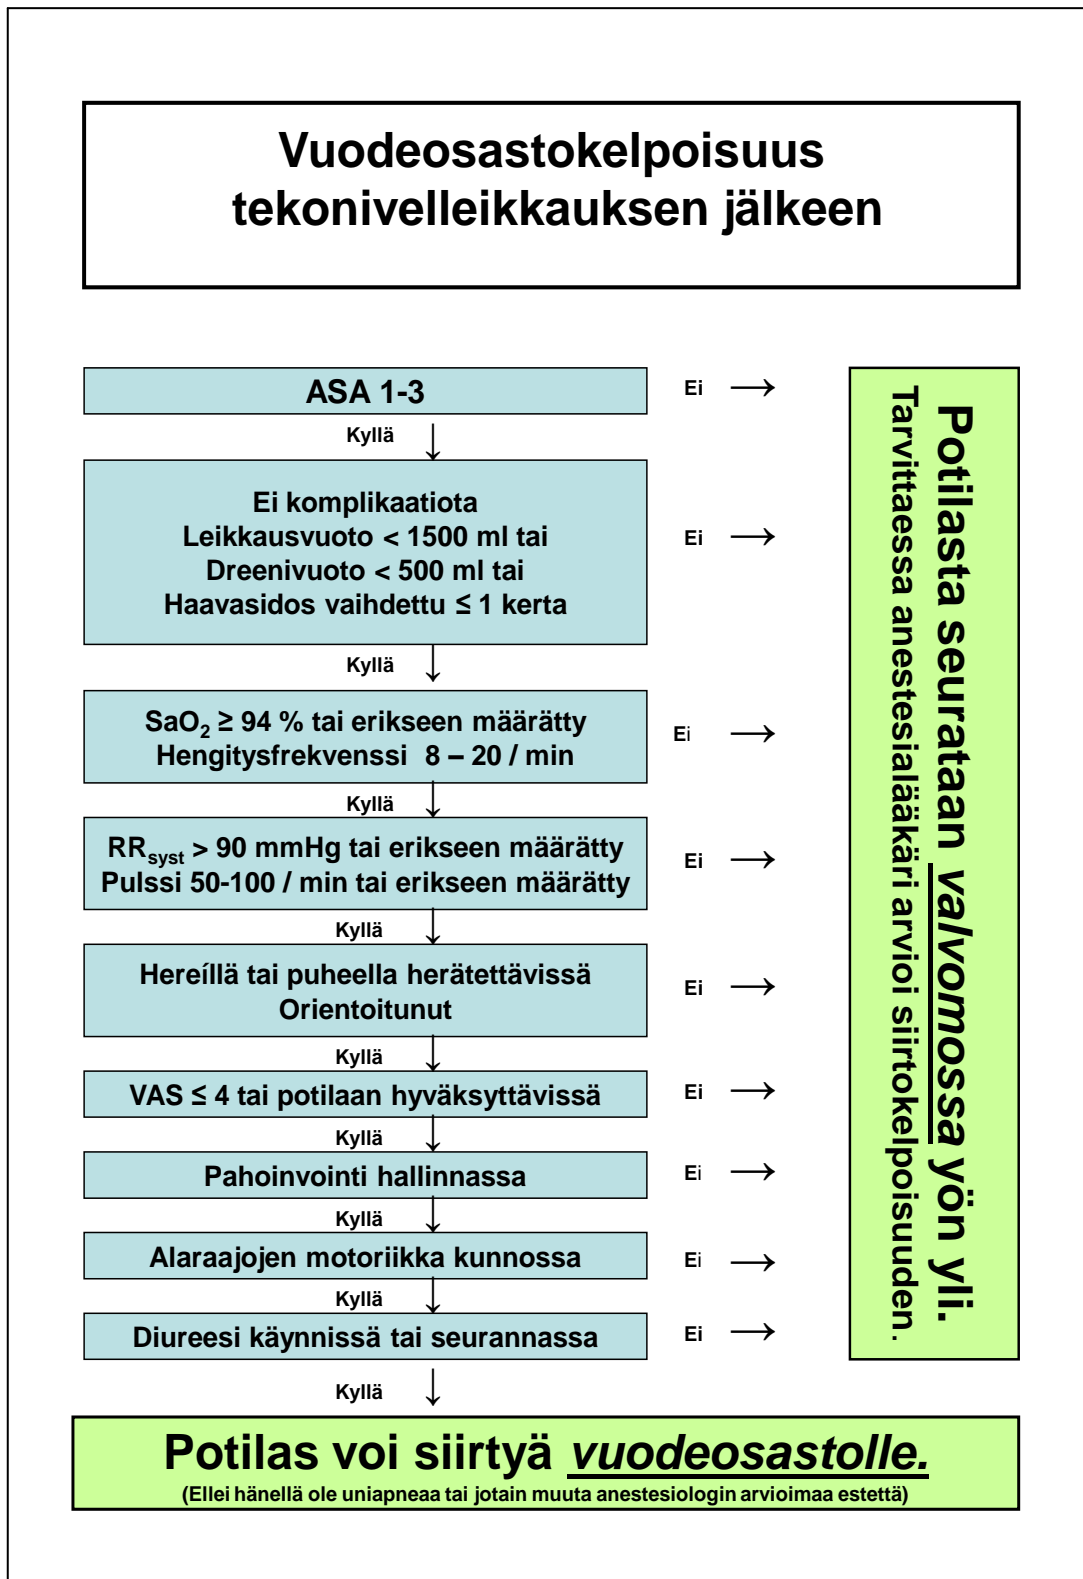 Vuodeosastokelpoisuus
tekonivelleikkauksen jälkeen
ASA 1-3
Ei →
Kyllä ↓
Ei komplikaatiota
Leikkausvuoto < 1500 ml tai
Dreenivuoto < 500 ml tai
Haavasidos vaihdettu ≤ 1 kerta
Ei →
Kyllä ↓
SaO₂ ≥ 94 % tai erikseen määrätty
Hengitysfrekvenssi 8 – 20 / min
Ei →
Kyllä ↓
RRsyst > 90 mmHg tai erikseen määrätty
Pulssi 50-100 / min tai erikseen määrätty
Ei →
Kyllä ↓
Hereillä tai puheella herätettävissä
Orientoitunut
Ei →
Kyllä ↓
VAS ≤ 4 tai potilaan hyväksyttävissä
Ei →
Kyllä ↓
Pahoinvointi hallinnassa
Ei →
Kyllä ↓
Alaraajojen motoriikka kunnossa
Ei →
Kyllä ↓
Diureesi käynnissä tai seurannassa
Ei →
Kyllä ↓
Potilasta seurataan valvomossa yön yli.
Tarvittaessa anestesialääkäri arvioi siirtokelpoisuuden.
Potilas voi siirtyä vuodeosastolle.
(Ellei hänellä ole uniapneaa tai jotain muuta anestesiologin arvioimaa estettä)